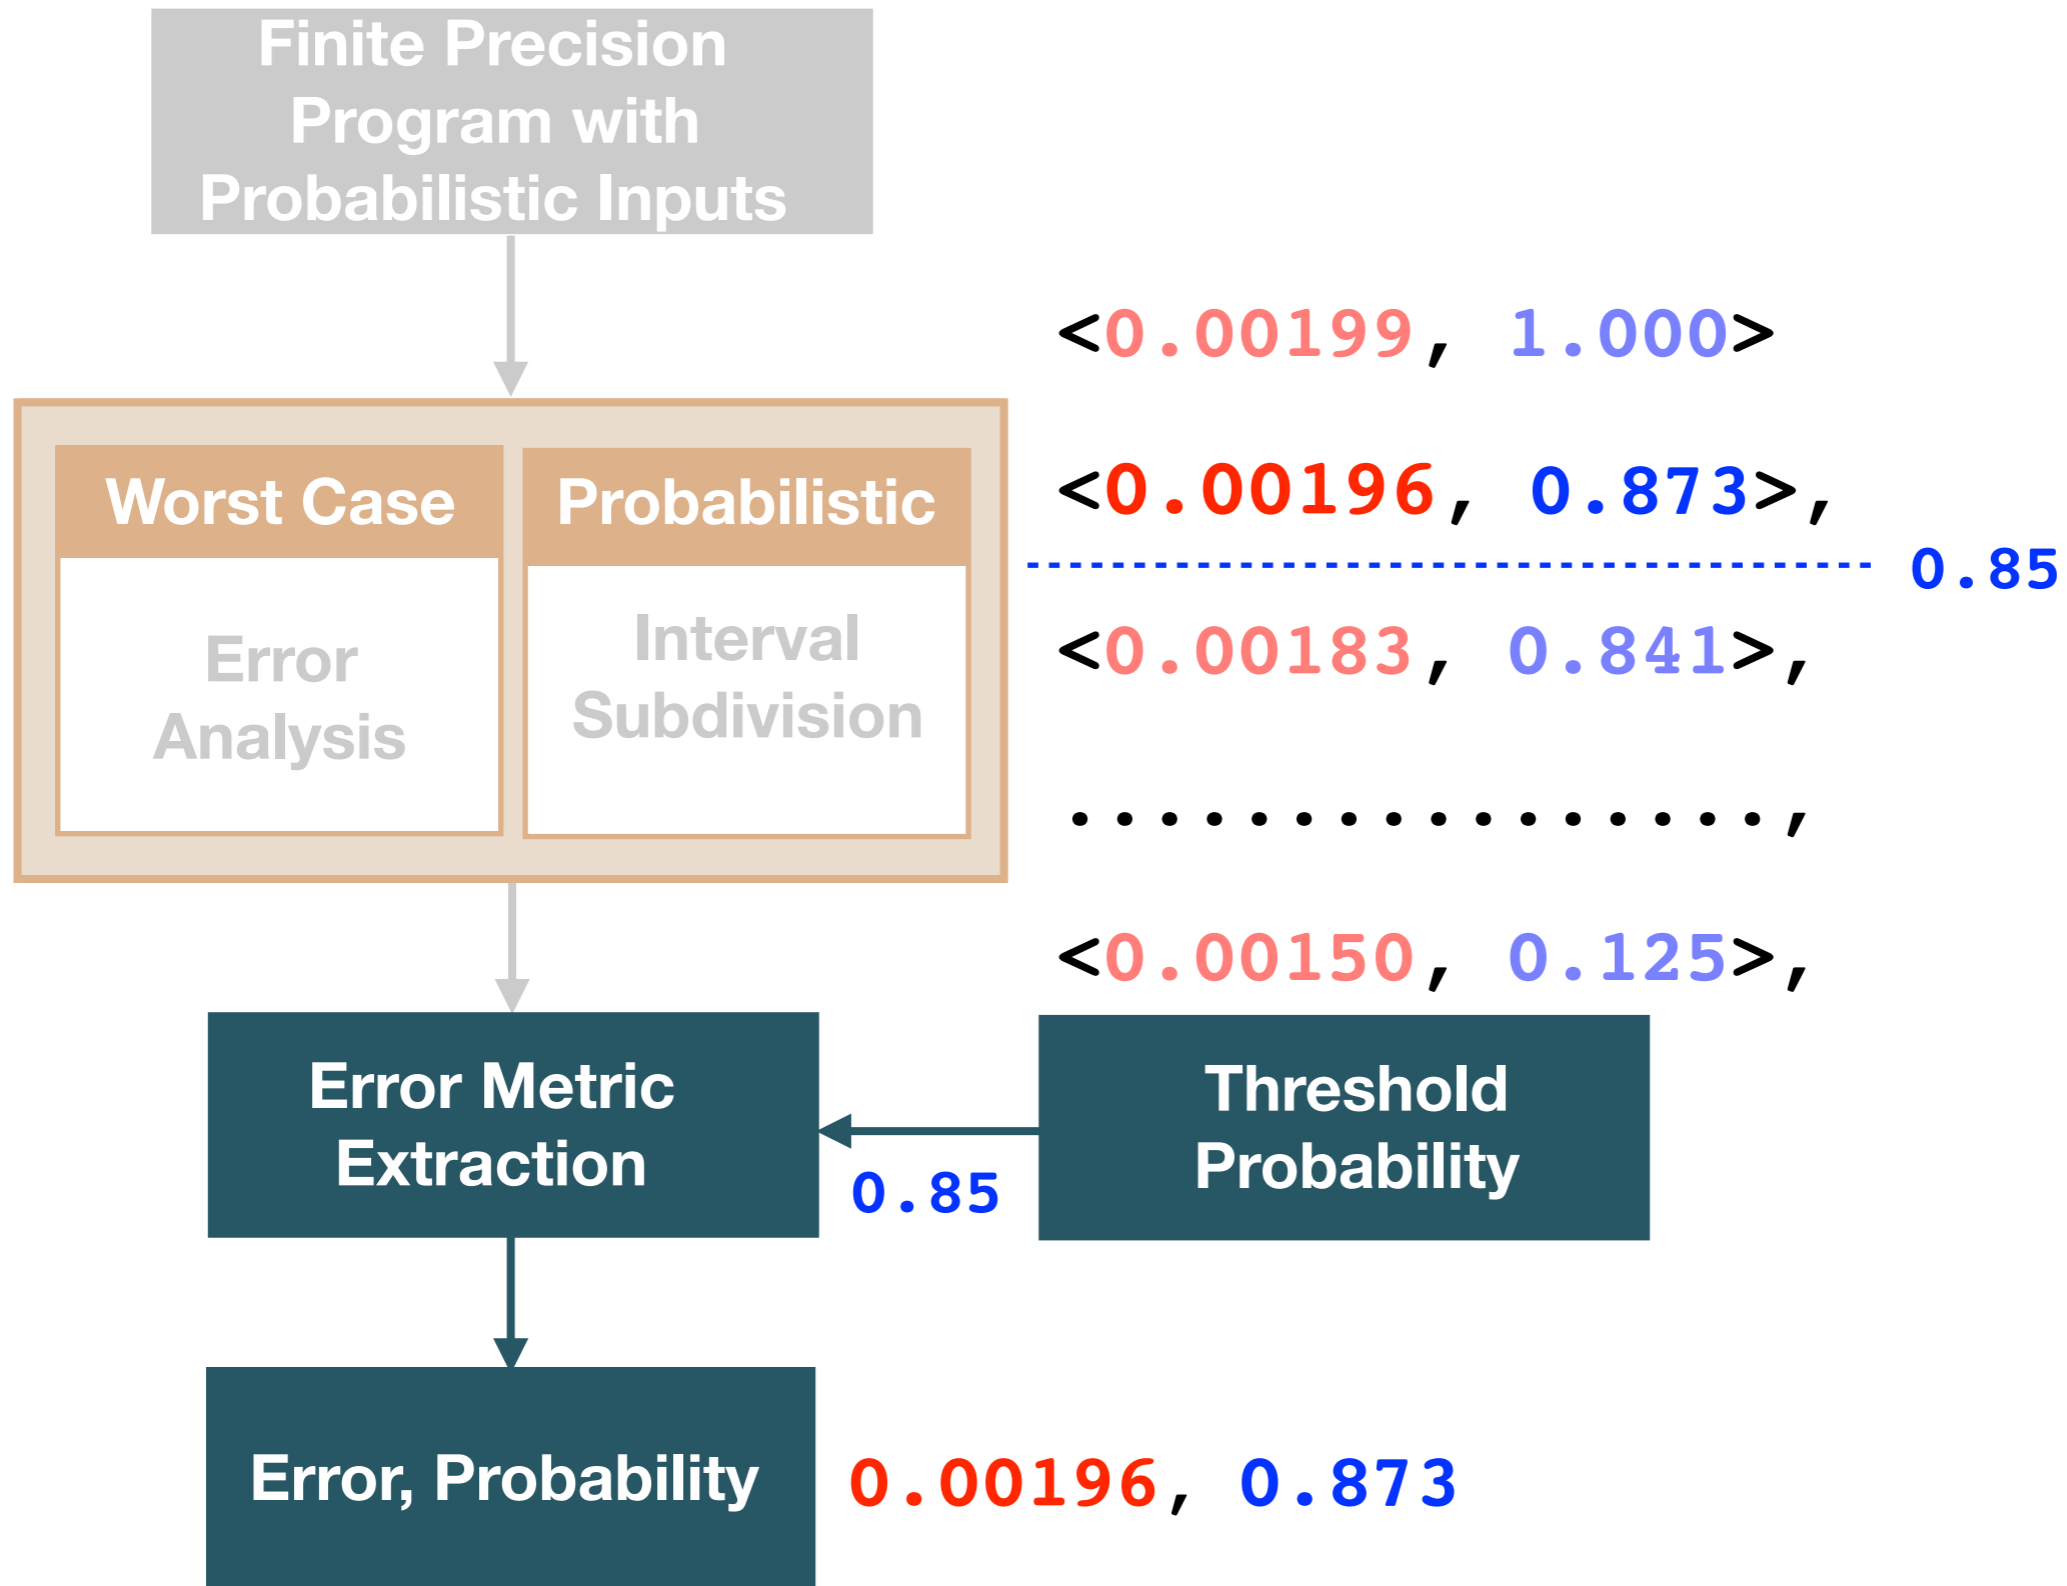 Finite Precision
Program with
Probabilistic Inputs
<0.00199, 1.000>
Worst Case
Probabilistic
<0.00196, 0.873>,
0.85
Error
Analysis
Interval
Subdivision
<0.00183, 0.841>,
................,
<0.00150, 0.125>,
Error Metric
Extraction
0.85
Threshold
Probability
Error, Probability
0.00196, 0.873